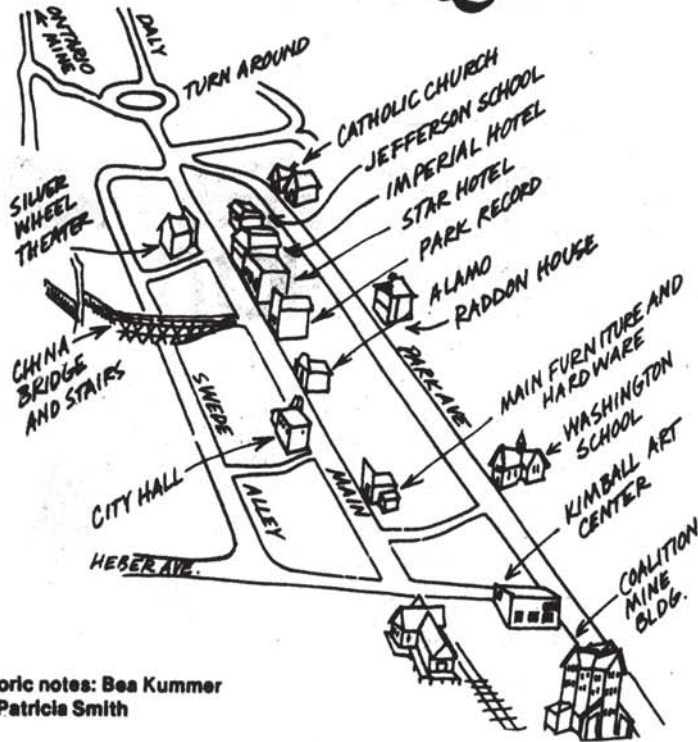 ONTARIO
MINE
DALY
TURN AROUND
CATHOLIC CHURCH
JEFFERSON SCHOOL
IMPERIAL HOTEL
STAR HOTEL
PARK RECORD
ALAMO
RADDON HOUSE
SILVER
WHEEL
THEATER
CHINA
BRIDGE
AND STAIRS
PARK AVE
MAIN FURNITURE AND
HARDWARE
WASHINGTON
SCHOOL
SWEDE
ALLEY
CITY HALL
MAIN
KIMBALL ART
CENTER
HEBER AVE.
COALITION
MINE
BLDG.
oric notes: Bea Kummer
Patricia Smith